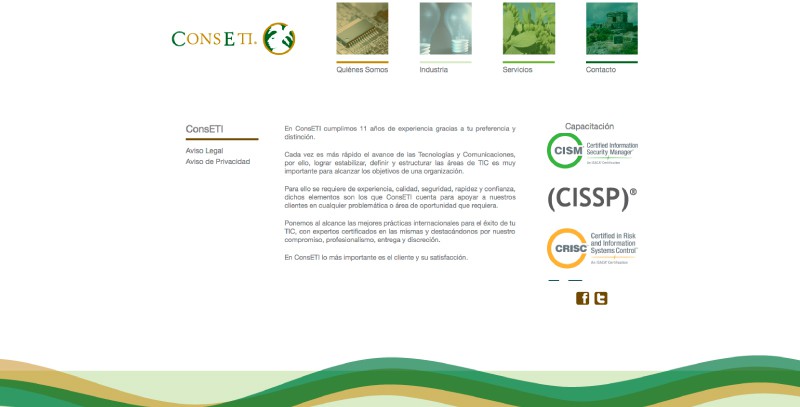 CONSETI.
Quiénes Somos
Industria
Servicios
Contacto
ConsETI
Aviso Legal
Aviso de Privacidad
En ConsETI cumplimos 11 años de experiencia gracias a tu preferencia y
distinción.
Cada vez es más rápido el avance de las Tecnologías y Comunicaciones,
por ello, lograr estabilizar, definir y estructurar las áreas de TIC es muy
importante para alcanzar los objetivos de una organización.
Para ello se requiere de experiencia, calidad, seguridad, rapidez y confianza,
dichos elementos son los que ConsETI cuenta para apoyar a nuestros
clientes en cualquier problemática o área de oportunidad que requiera.
Ponemos al alcance las mejores prácticas internacionales para el éxito de tu
TIC, con expertos certificados en las mismas y destacándonos por nuestro
compromiso, profesionalismo, entrega y discreción.
En ConsETI lo más importante es el cliente y su satisfacción.
Capacitación
CISM
Certified Information
Security Manager
An ISACA Certification
(CISSP)®
CRISC
Certified in Risk
and Information
Systems Control
An ISACA Certification